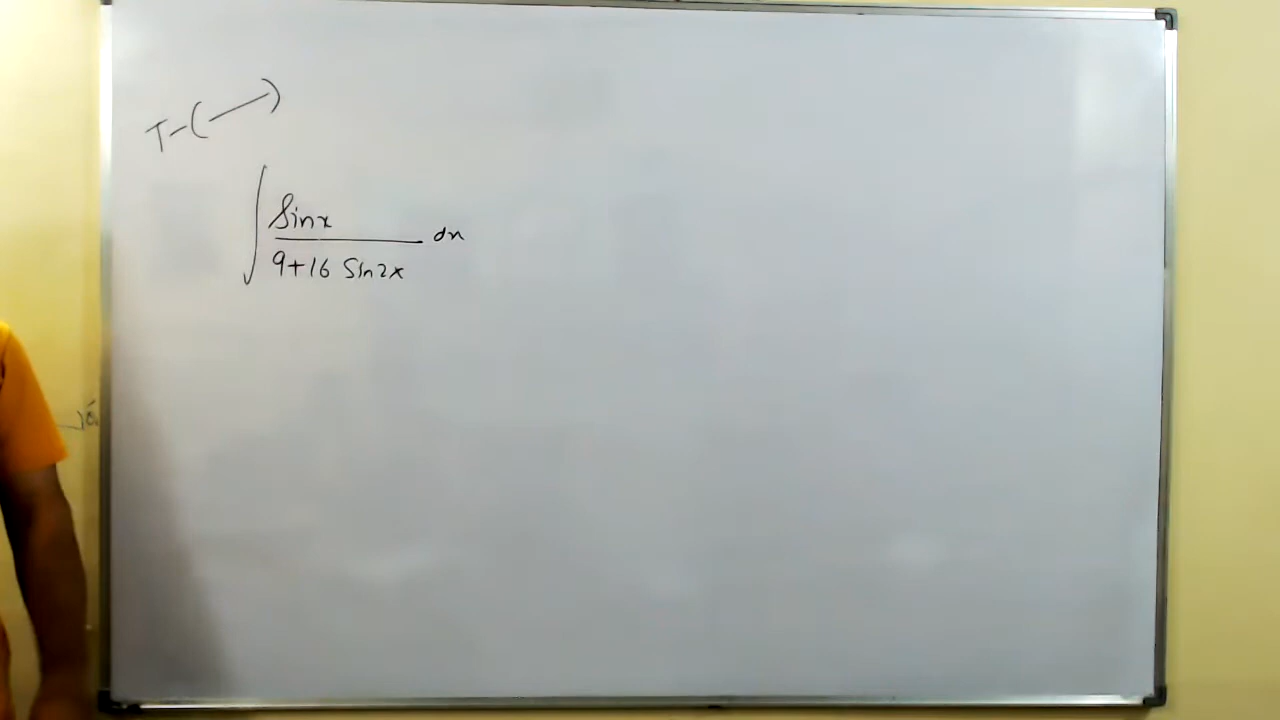 T-( — )
∫ Sinx / 9+16 Sin2x dx